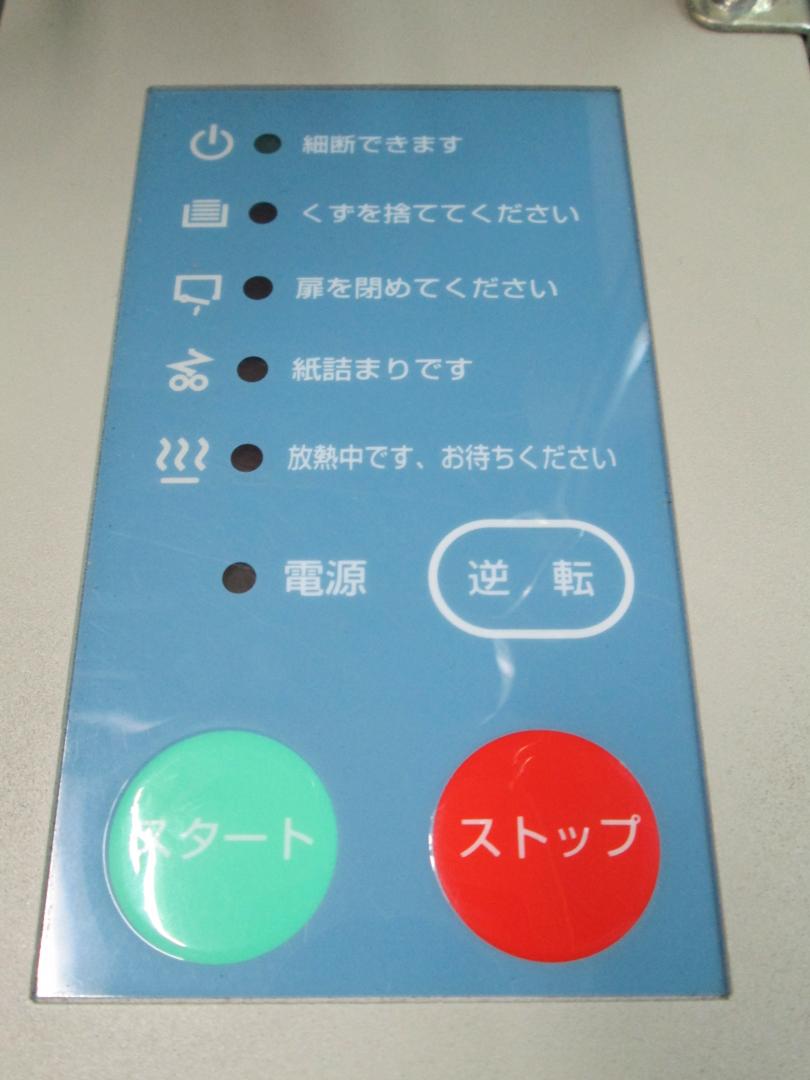 細断できます
くずを捨ててください
扉を閉めてください
紙詰まりです
放熱中です、お待ちください
電源 逆転
スタート ストップ